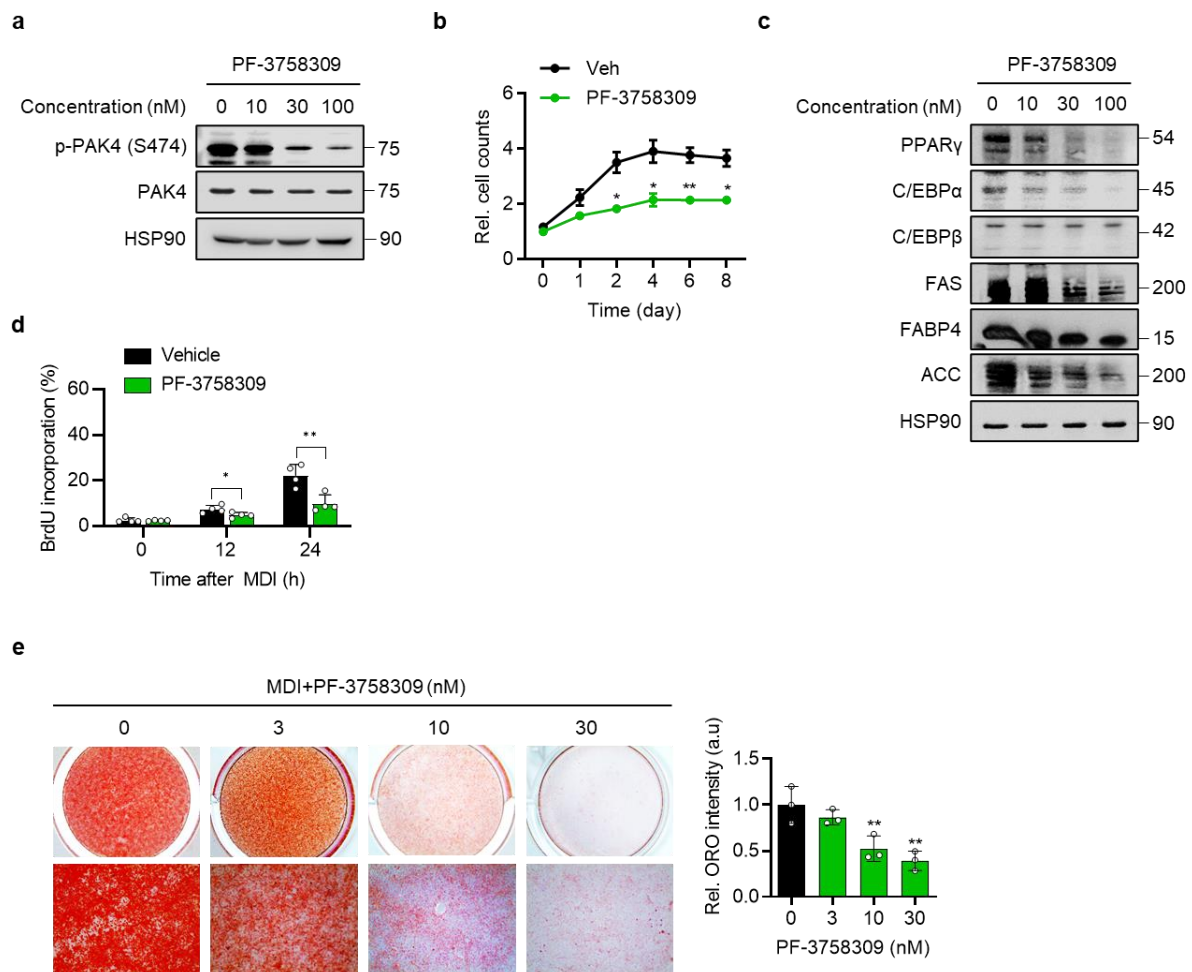 a
PF-3758309
Concentration (nM) 0 10 30 100
p-PAK4 (S474) 75
PAK4 75
HSP90 90
b
Veh
PF-3758309
Rel. cell counts
6
4
2
0
* * ** *
0 1 2 4 6 8
Time (day)
c
PF-3758309
Concentration (nM) 0 10 30 100
PPARγ 54
C/EBPα 45
C/EBPβ 42
FAS 200
FABP4 15
ACC 200
HSP90 90
d
Vehicle
PF-3758309
BrdU incorporation (%)
60
40
20
0
* **
0 12 24
Time after MDI (h)
e
MDI+PF-3758309 (nM)
0 3 10 30
Rel. ORO intensity (a.u)
1.5
1.0
0.5
0.0
** **
0 3 10 30
PF-3758309 (nM)